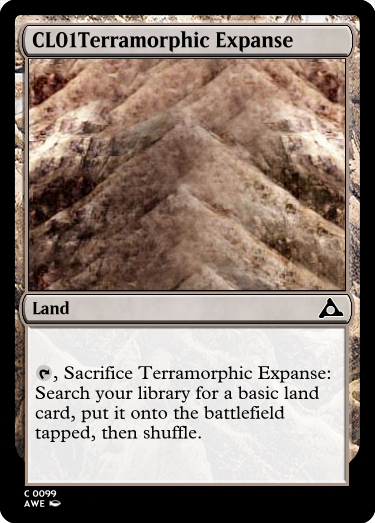 CL01Terramorphic Expanse
Land
, Sacrifice Terramorphic Expanse:
Search your library for a basic land
card, put it onto the battlefield
tapped, then shuffle.
C 0099
AWE